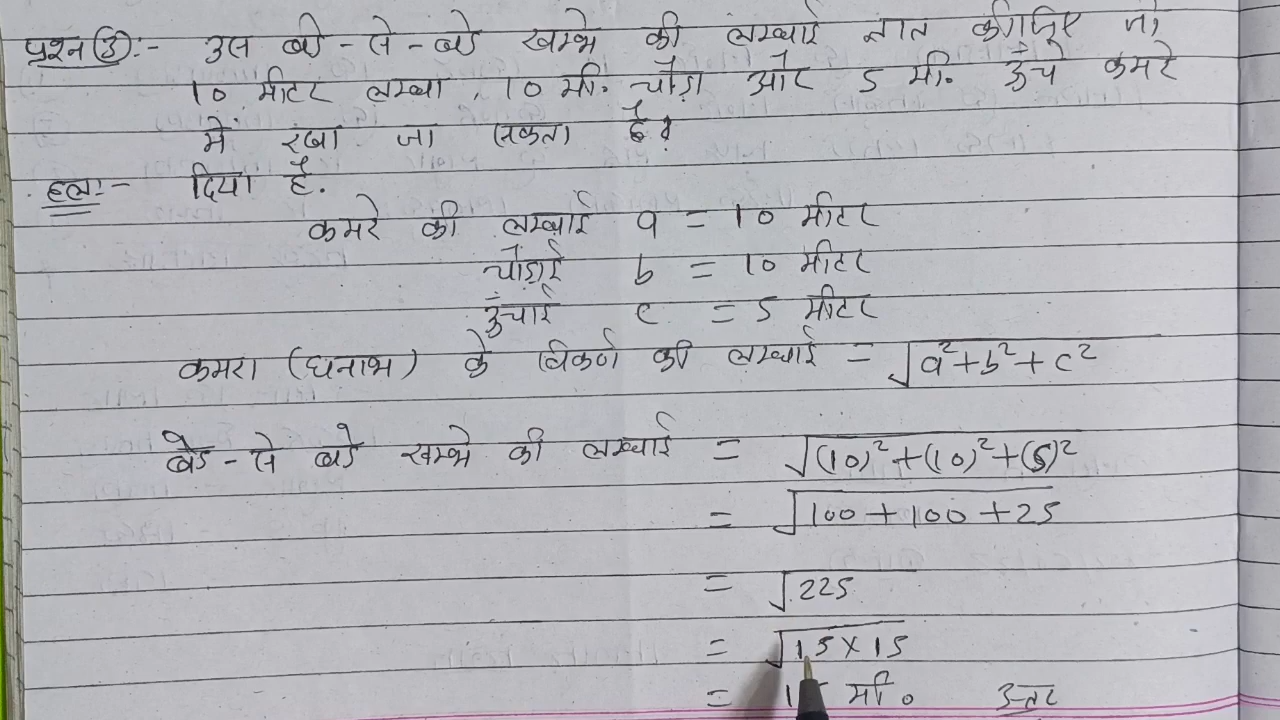 प्रश्न ③:- उस बड़े-से-बड़े खम्भे की लम्बाई ज्ञात कीजिए जो
10 मीटर लम्बा, 10 मी. चौड़ा और 5 मी. ऊँचे कमरे
में रखा जा सकता है?
हल:- दिया है.
कमरे की लम्बाई a = 10 मीटर
चौड़ाई b = 10 मीटर
ऊँचाई c = 5 मीटर
कमरा (घनाभ) के विकर्ण की लम्बाई = √a²+b²+c²
बड़े-से बड़े खम्भे की लम्बाई = √(10)²+(10)²+(5)²
= √100+100+25
= √225
= √15×15
= 15 मी० उत्तर